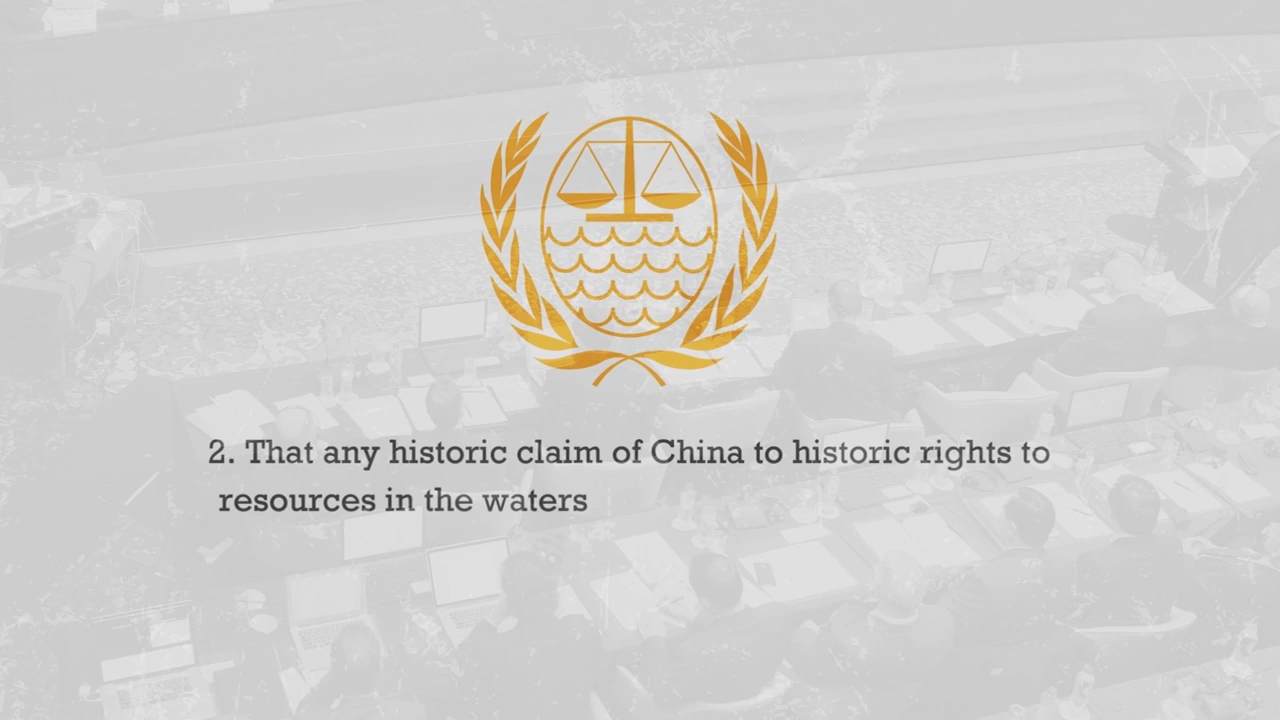 2. That any historic claim of China to historic rights to
resources in the waters